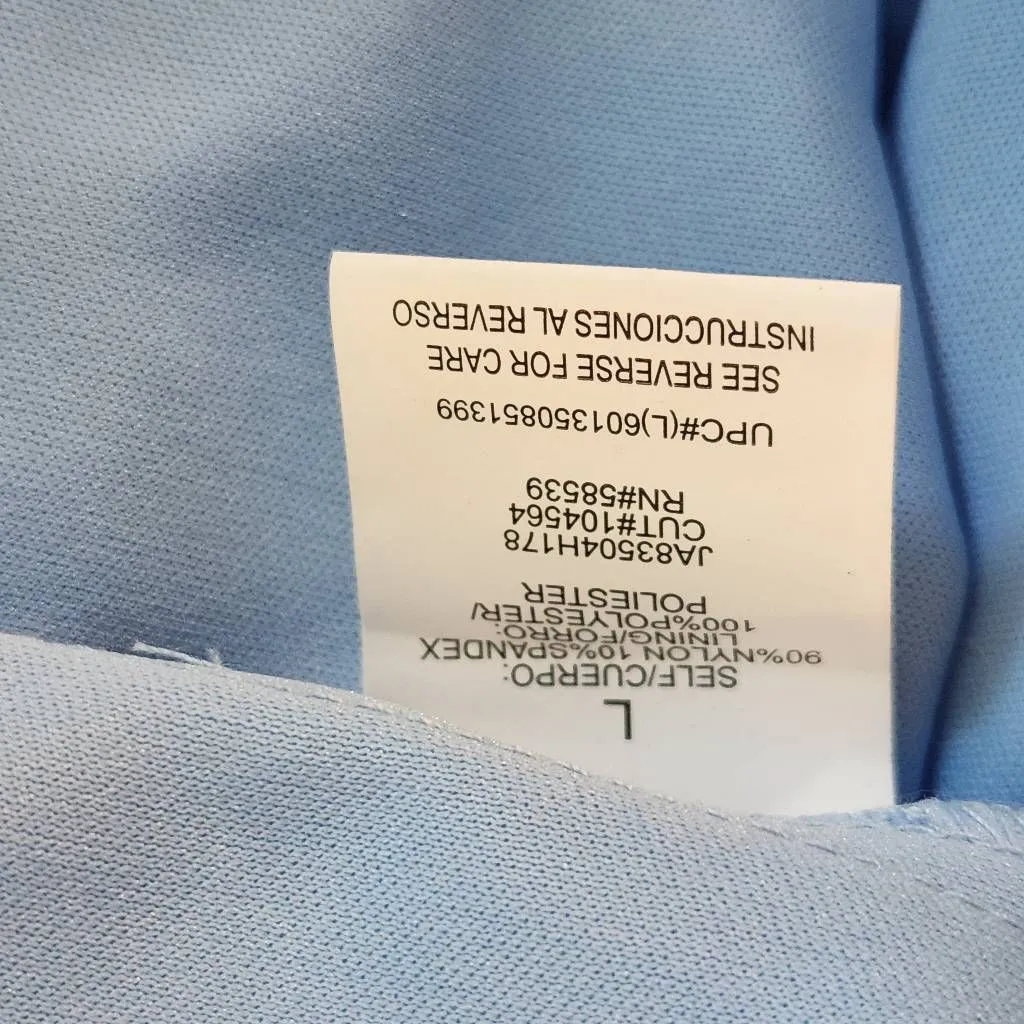 L
SELF/CUERPO:
90%NYLON 10%SPANDEX
LINING/FORRO:
100%POLYESTER/
POLIESTER
JA83504H178
CUT#104564
RN#58539
UPC#(L)601350851399
SEE REVERSE FOR CARE
INSTRUCCIONES AL REVERSO